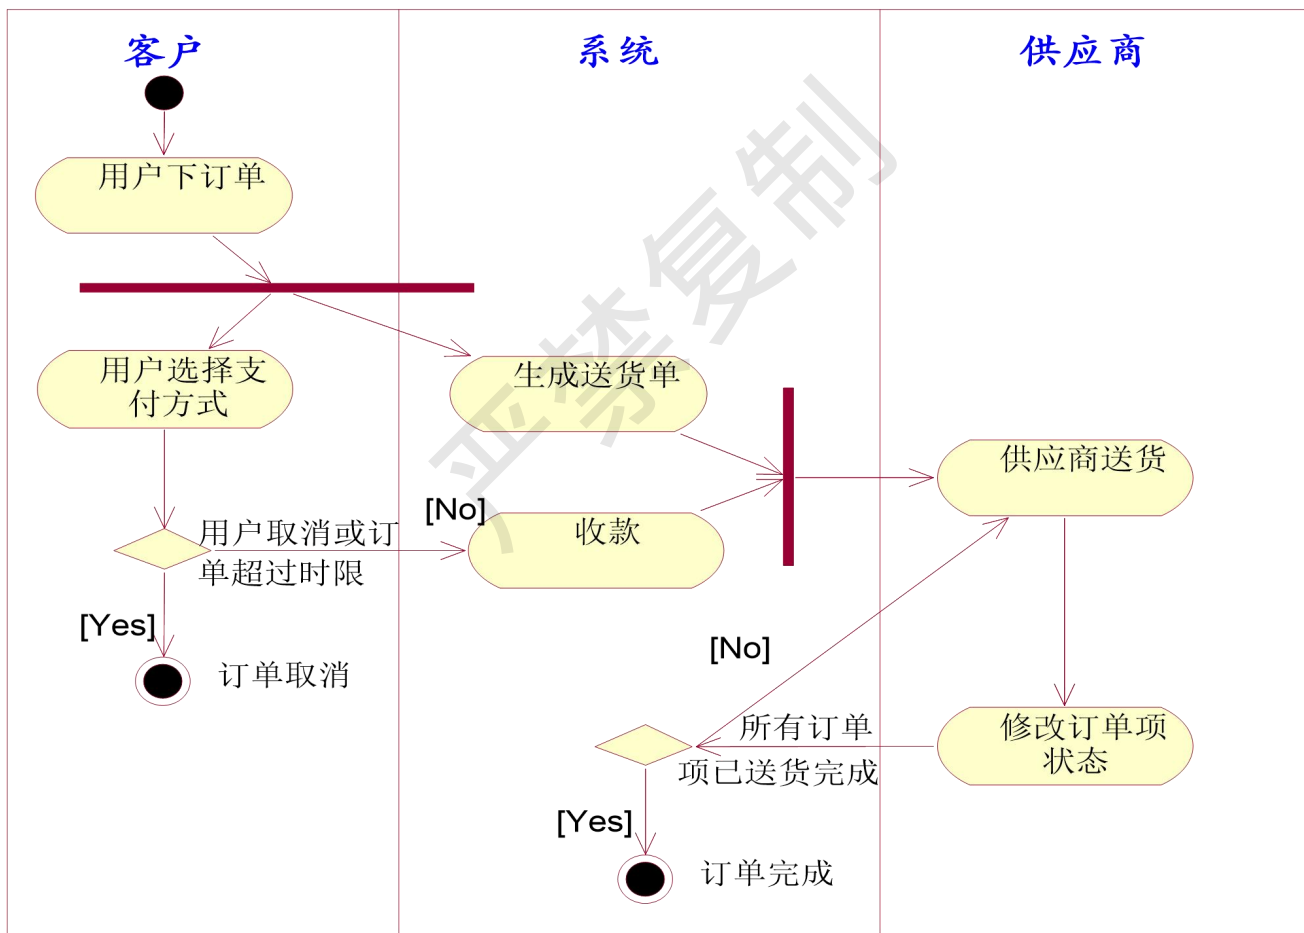 客户
系统
供应商
用户下订单
用户选择支
付方式
生成送货单
供应商送货
[No]
收款
用户取消或订
单超过时限
[Yes]
订单取消
[No]
所有订单
项已送货完成
修改订单项
状态
[Yes]
订单完成
严禁复制